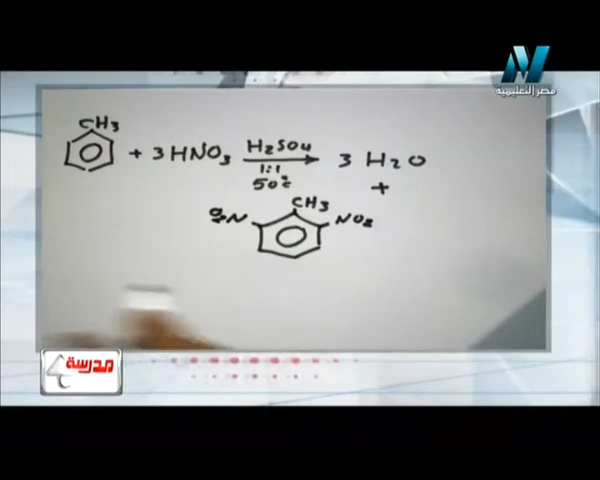 مصر التعليمية
CH3
+ 3HNO3 H2SO4 3 H2O
1:1
50°c
+
CH3
O2N NO2
مدرسة